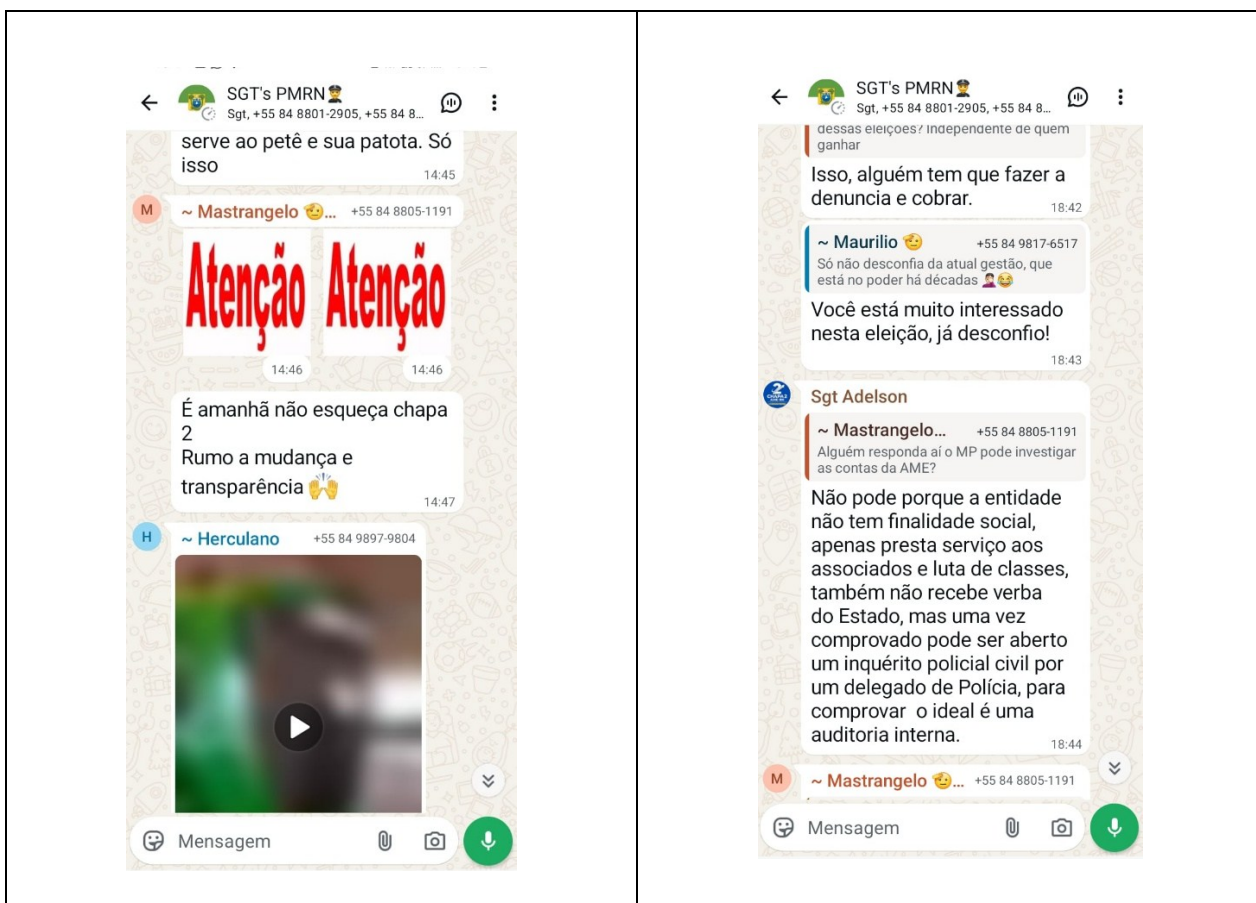 SGT's PMRN
Sgt, +55 84 8801-2905, +55 84 8...
serve ao petê e sua patota. Só
isso
14:45
M
~ Mastrangelo ... +55 84 8805-1191
Atenção Atenção
14:46 14:46
É amanhã não esqueça chapa
2
Rumo a mudança e
transparência 🙌
14:47
H
~ Herculano +55 84 9897-9804
Mensagem
SGT's PMRN
Sgt, +55 84 8801-2905, +55 84 8...
dessas eleições? Independente de quem
ganhar
Isso, alguém tem que fazer a
denuncia e cobrar.
18:42
~ Maurilio +55 84 9817-6517
Só não desconfia da atual gestão, que
está no poder há décadas 🤦😂
Você está muito interessado
nesta eleição, já desconfio!
18:43
Sgt Adelson
~ Mastrangelo... +55 84 8805-1191
Alguém responda aí o MP pode investigar
as contas da AME?
Não pode porque a entidade
não tem finalidade social,
apenas presta serviço aos
associados e luta de classes,
também não recebe verba
do Estado, mas uma vez
comprovado pode ser aberto
um inquérito policial civil por
um delegado de Polícia, para
comprovar o ideal é uma
auditoria interna.
18:44
M
~ Mastrangelo ... +55 84 8805-1191
Mensagem